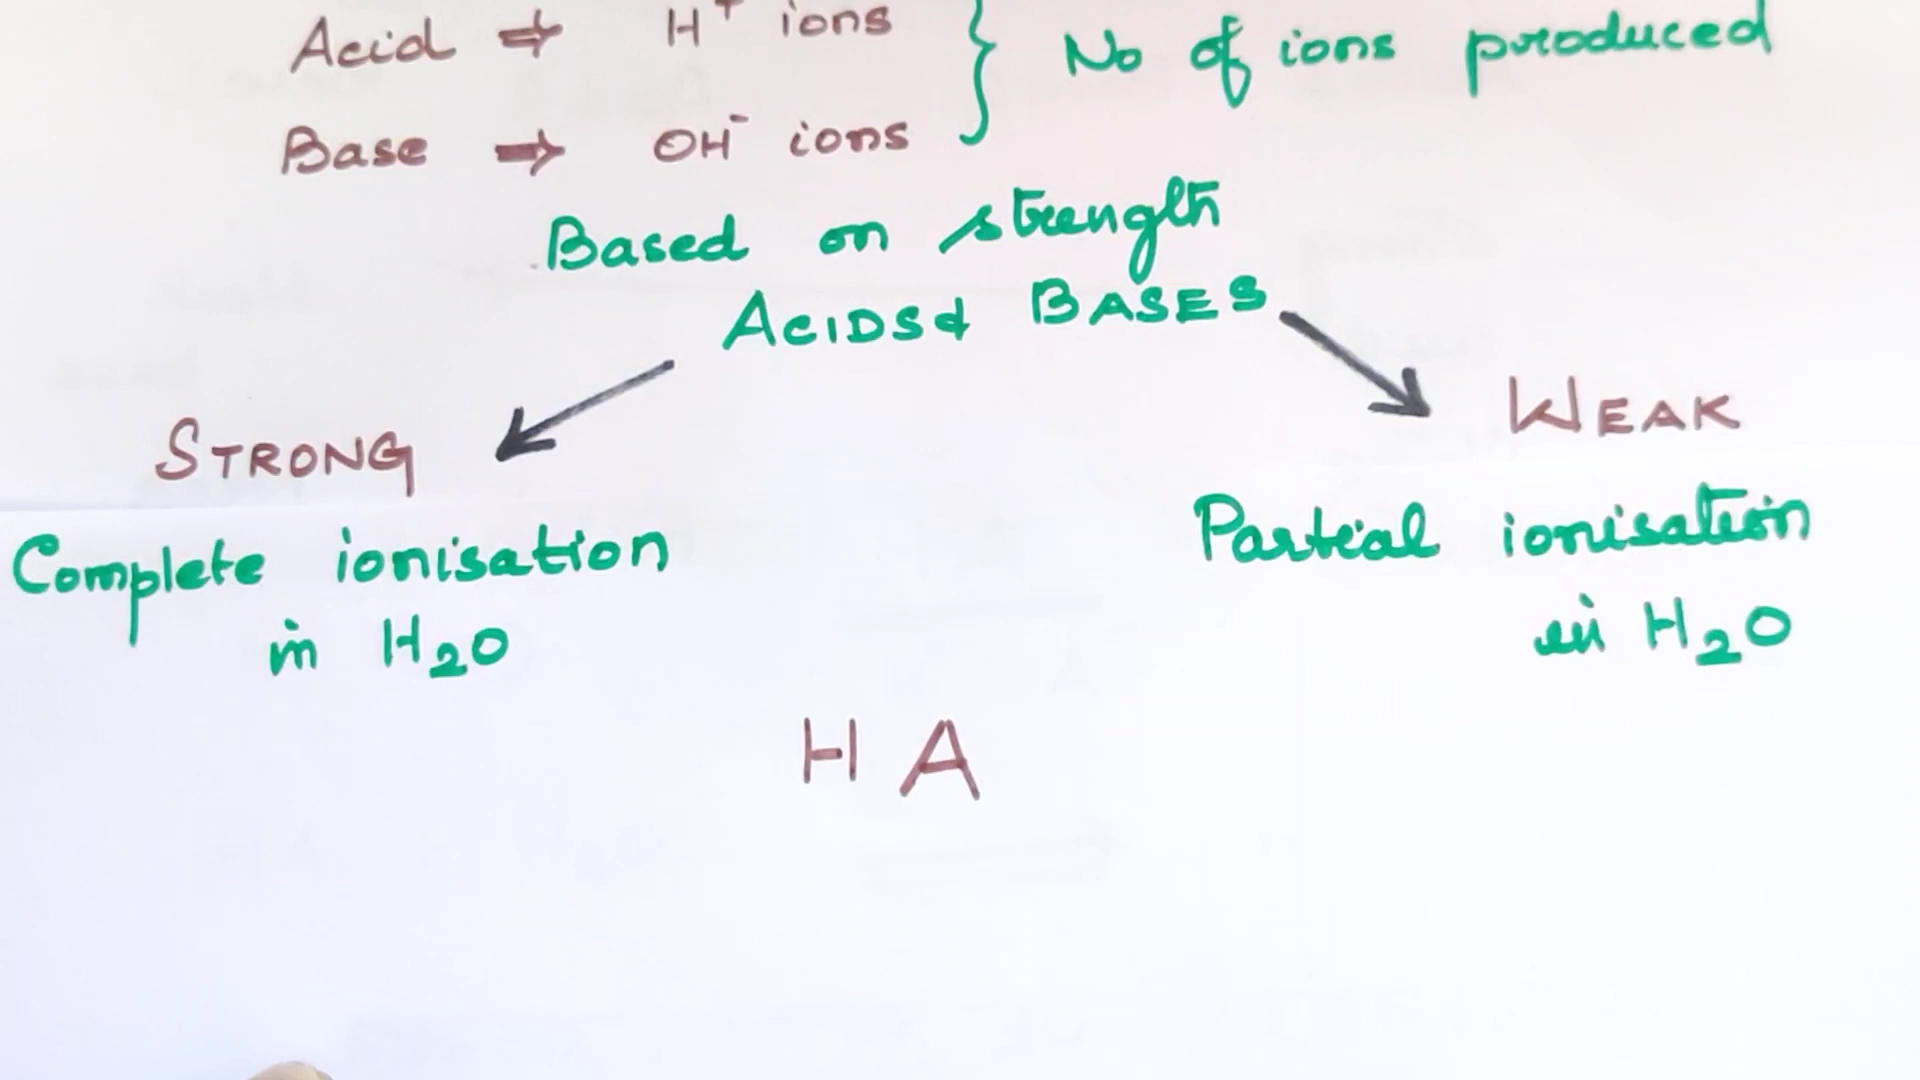 Acid ⇒ H⁺ ions } No of ions produced
Base ⇒ OH⁻ ions
Based on strength
ACIDS & BASES
STRONG
WEAK
Complete ionisation
in H₂O
Partial ionisation
in H₂O
H A